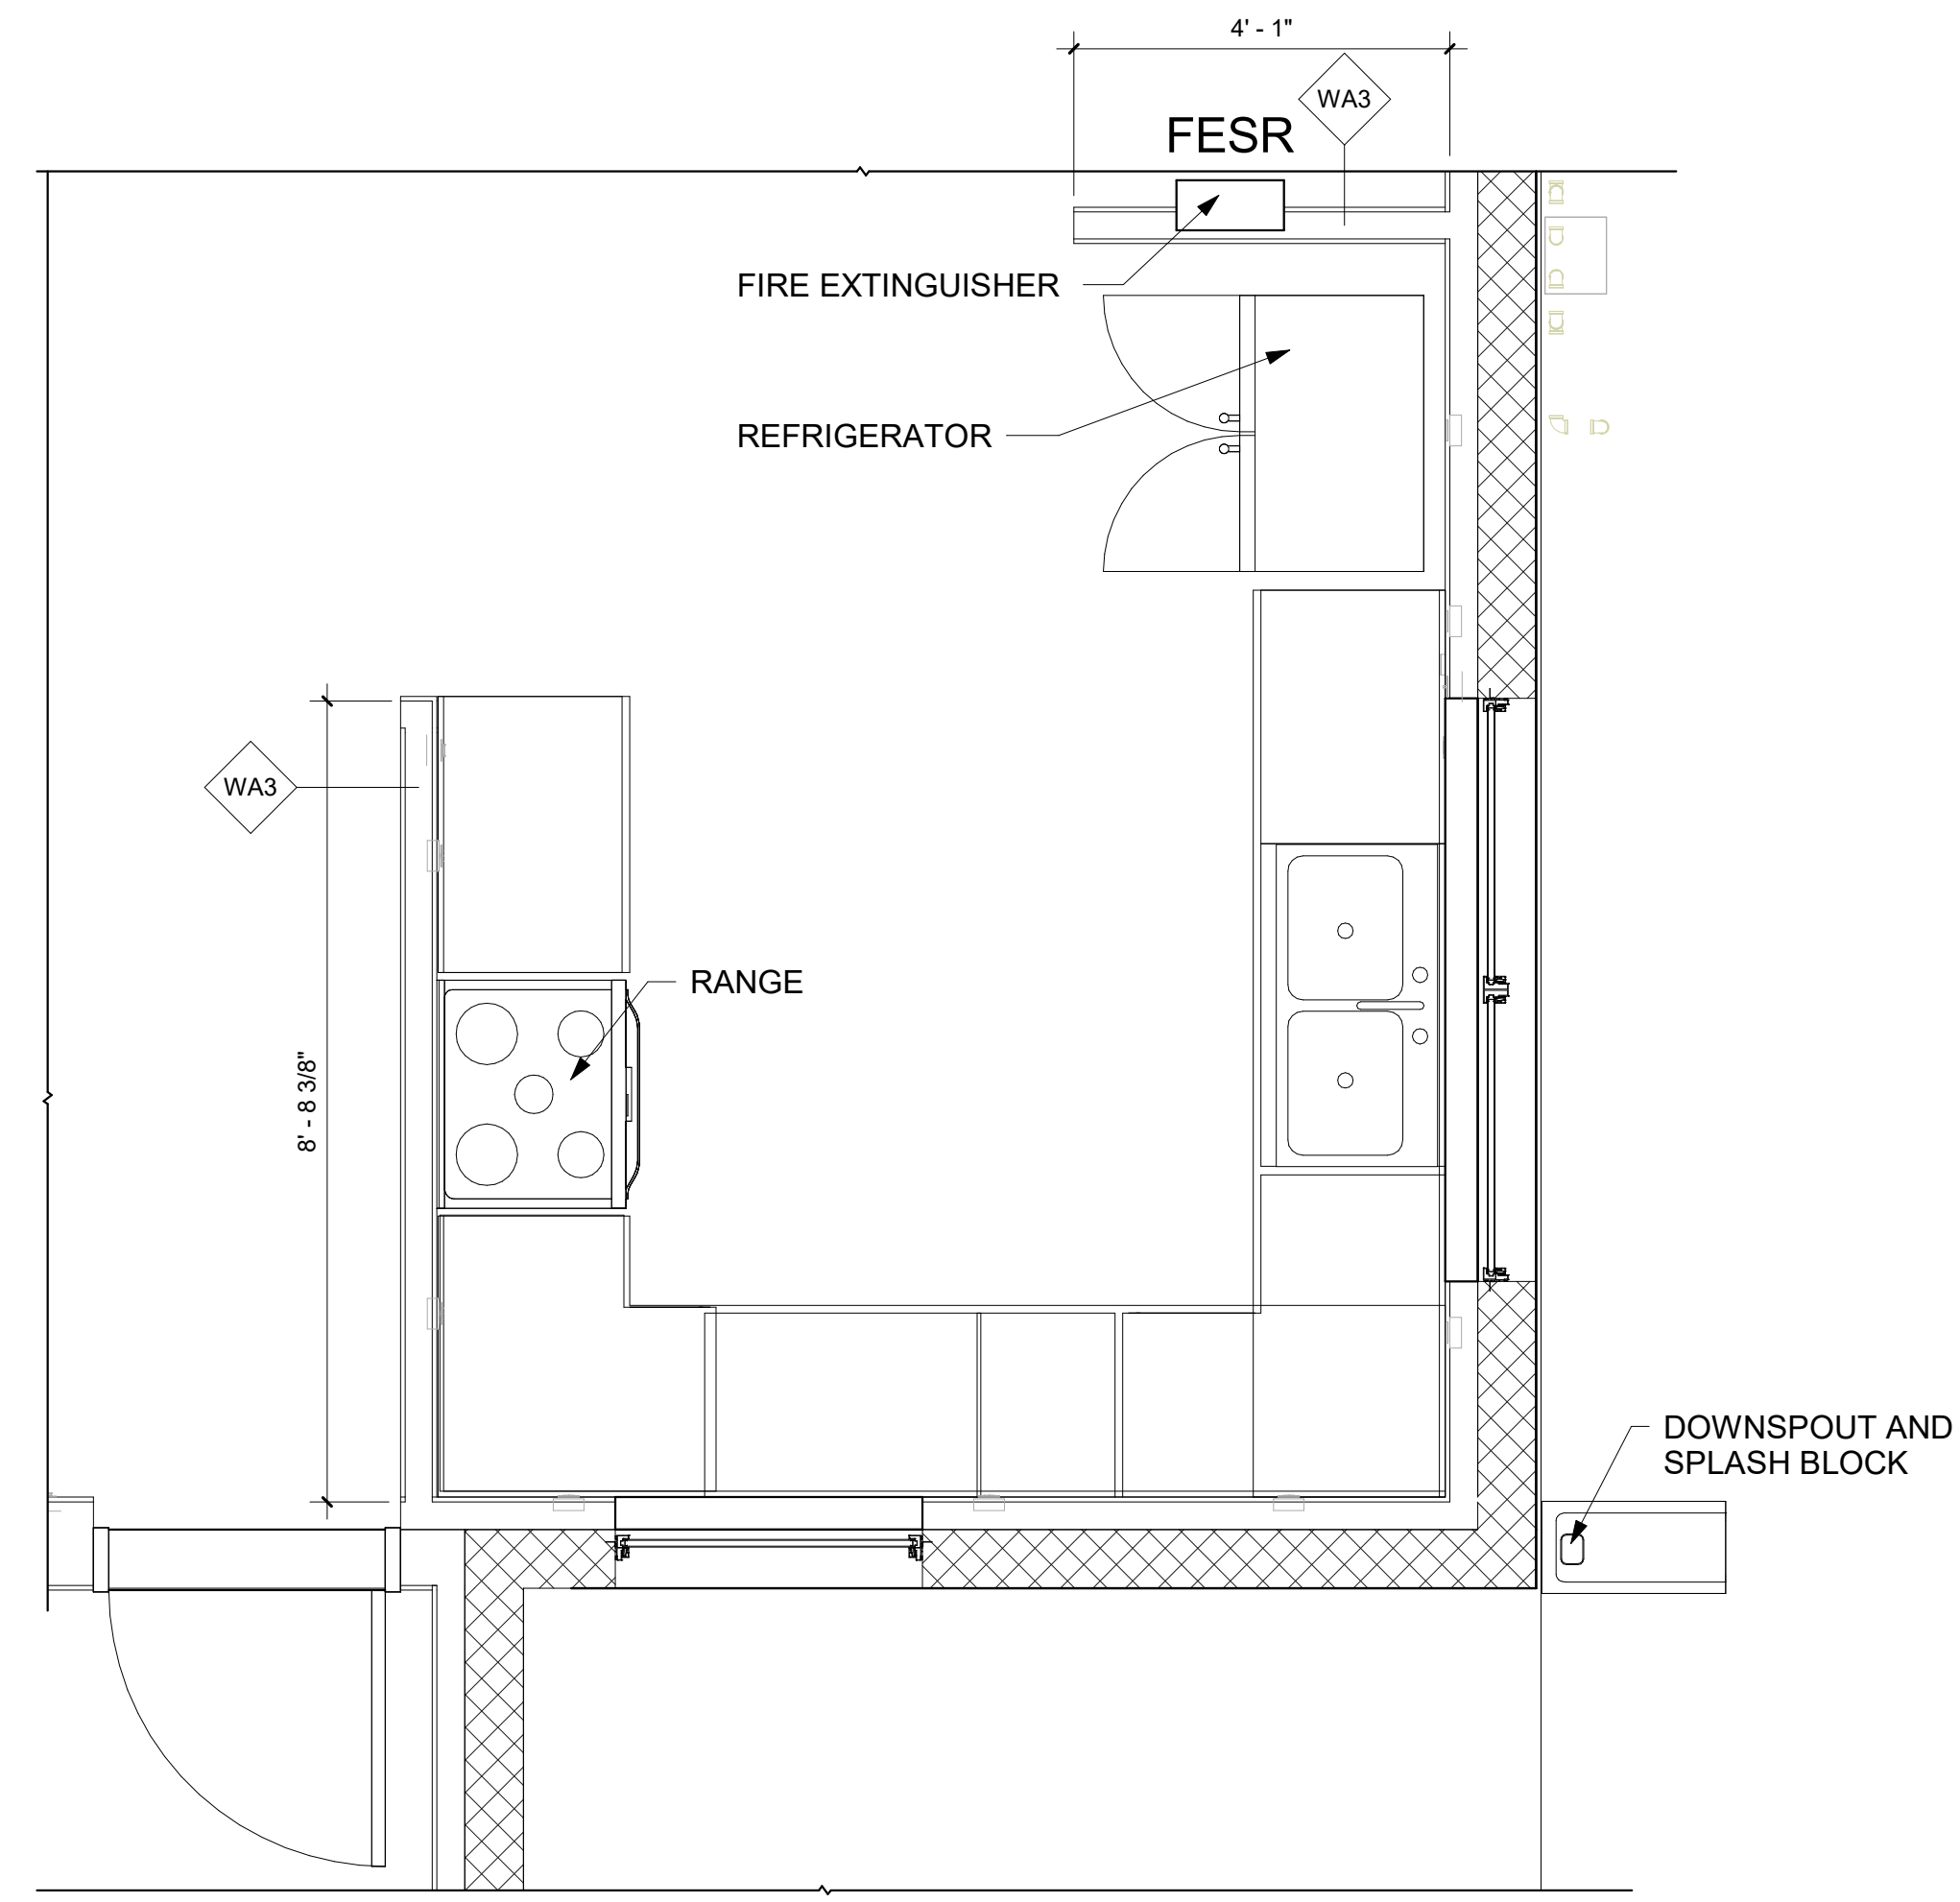 4' - 1"
WA3
FESR
FIRE EXTINGUISHER
REFRIGERATOR
WA3
RANGE
8' - 8 3/8"
DOWNSPOUT AND
SPLASH BLOCK